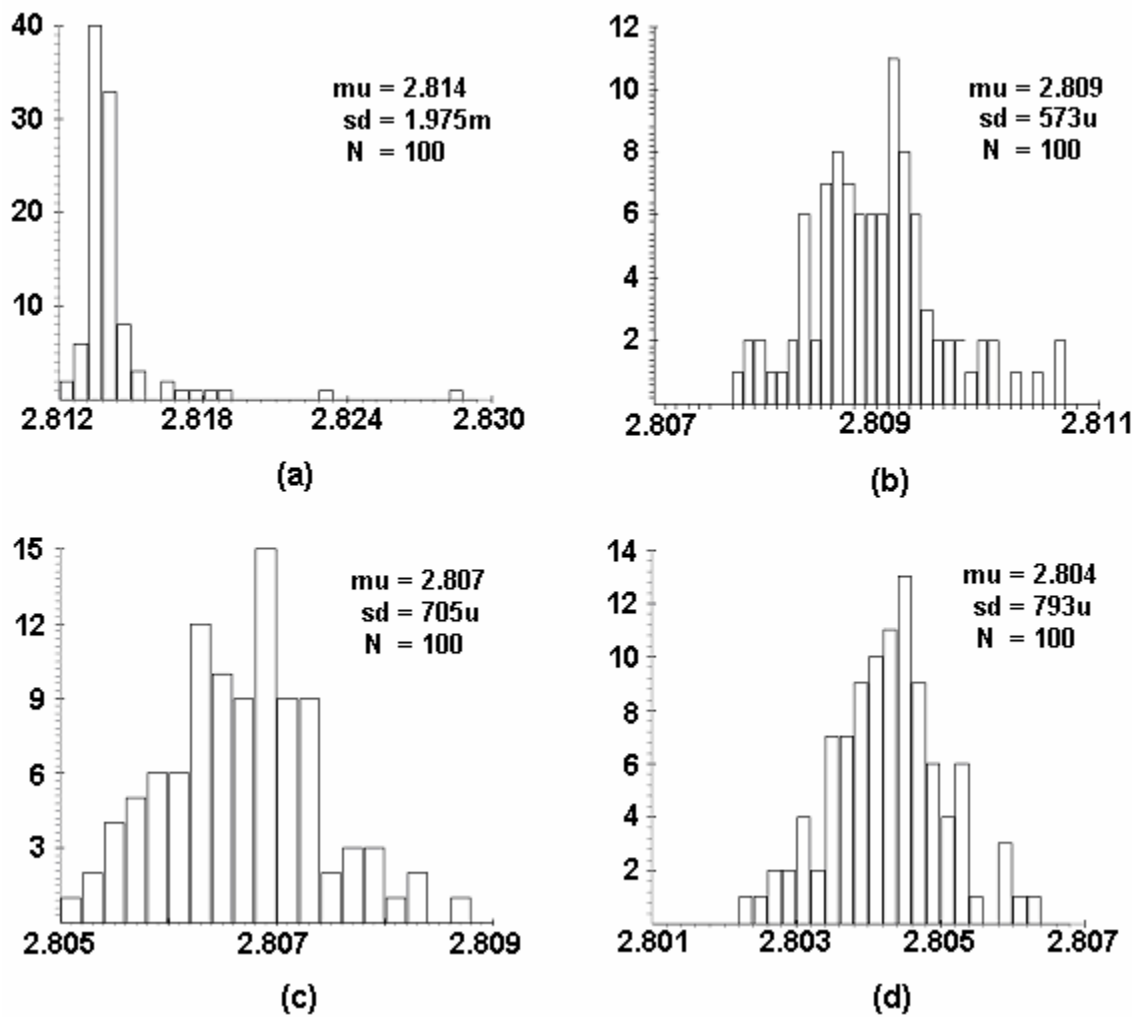 40
30
20
10
mu = 2.814
sd = 1.975m
N = 100
2.812 2.818 2.824 2.830
(a)
12
10
8
6
4
2
mu = 2.809
sd = 573u
N = 100
2.807 2.809 2.811
(b)
15
12
9
6
3
mu = 2.807
sd = 705u
N = 100
2.805 2.807 2.809
(c)
14
12
10
8
6
4
2
mu = 2.804
sd = 793u
N = 100
2.801 2.803 2.805 2.807
(d)